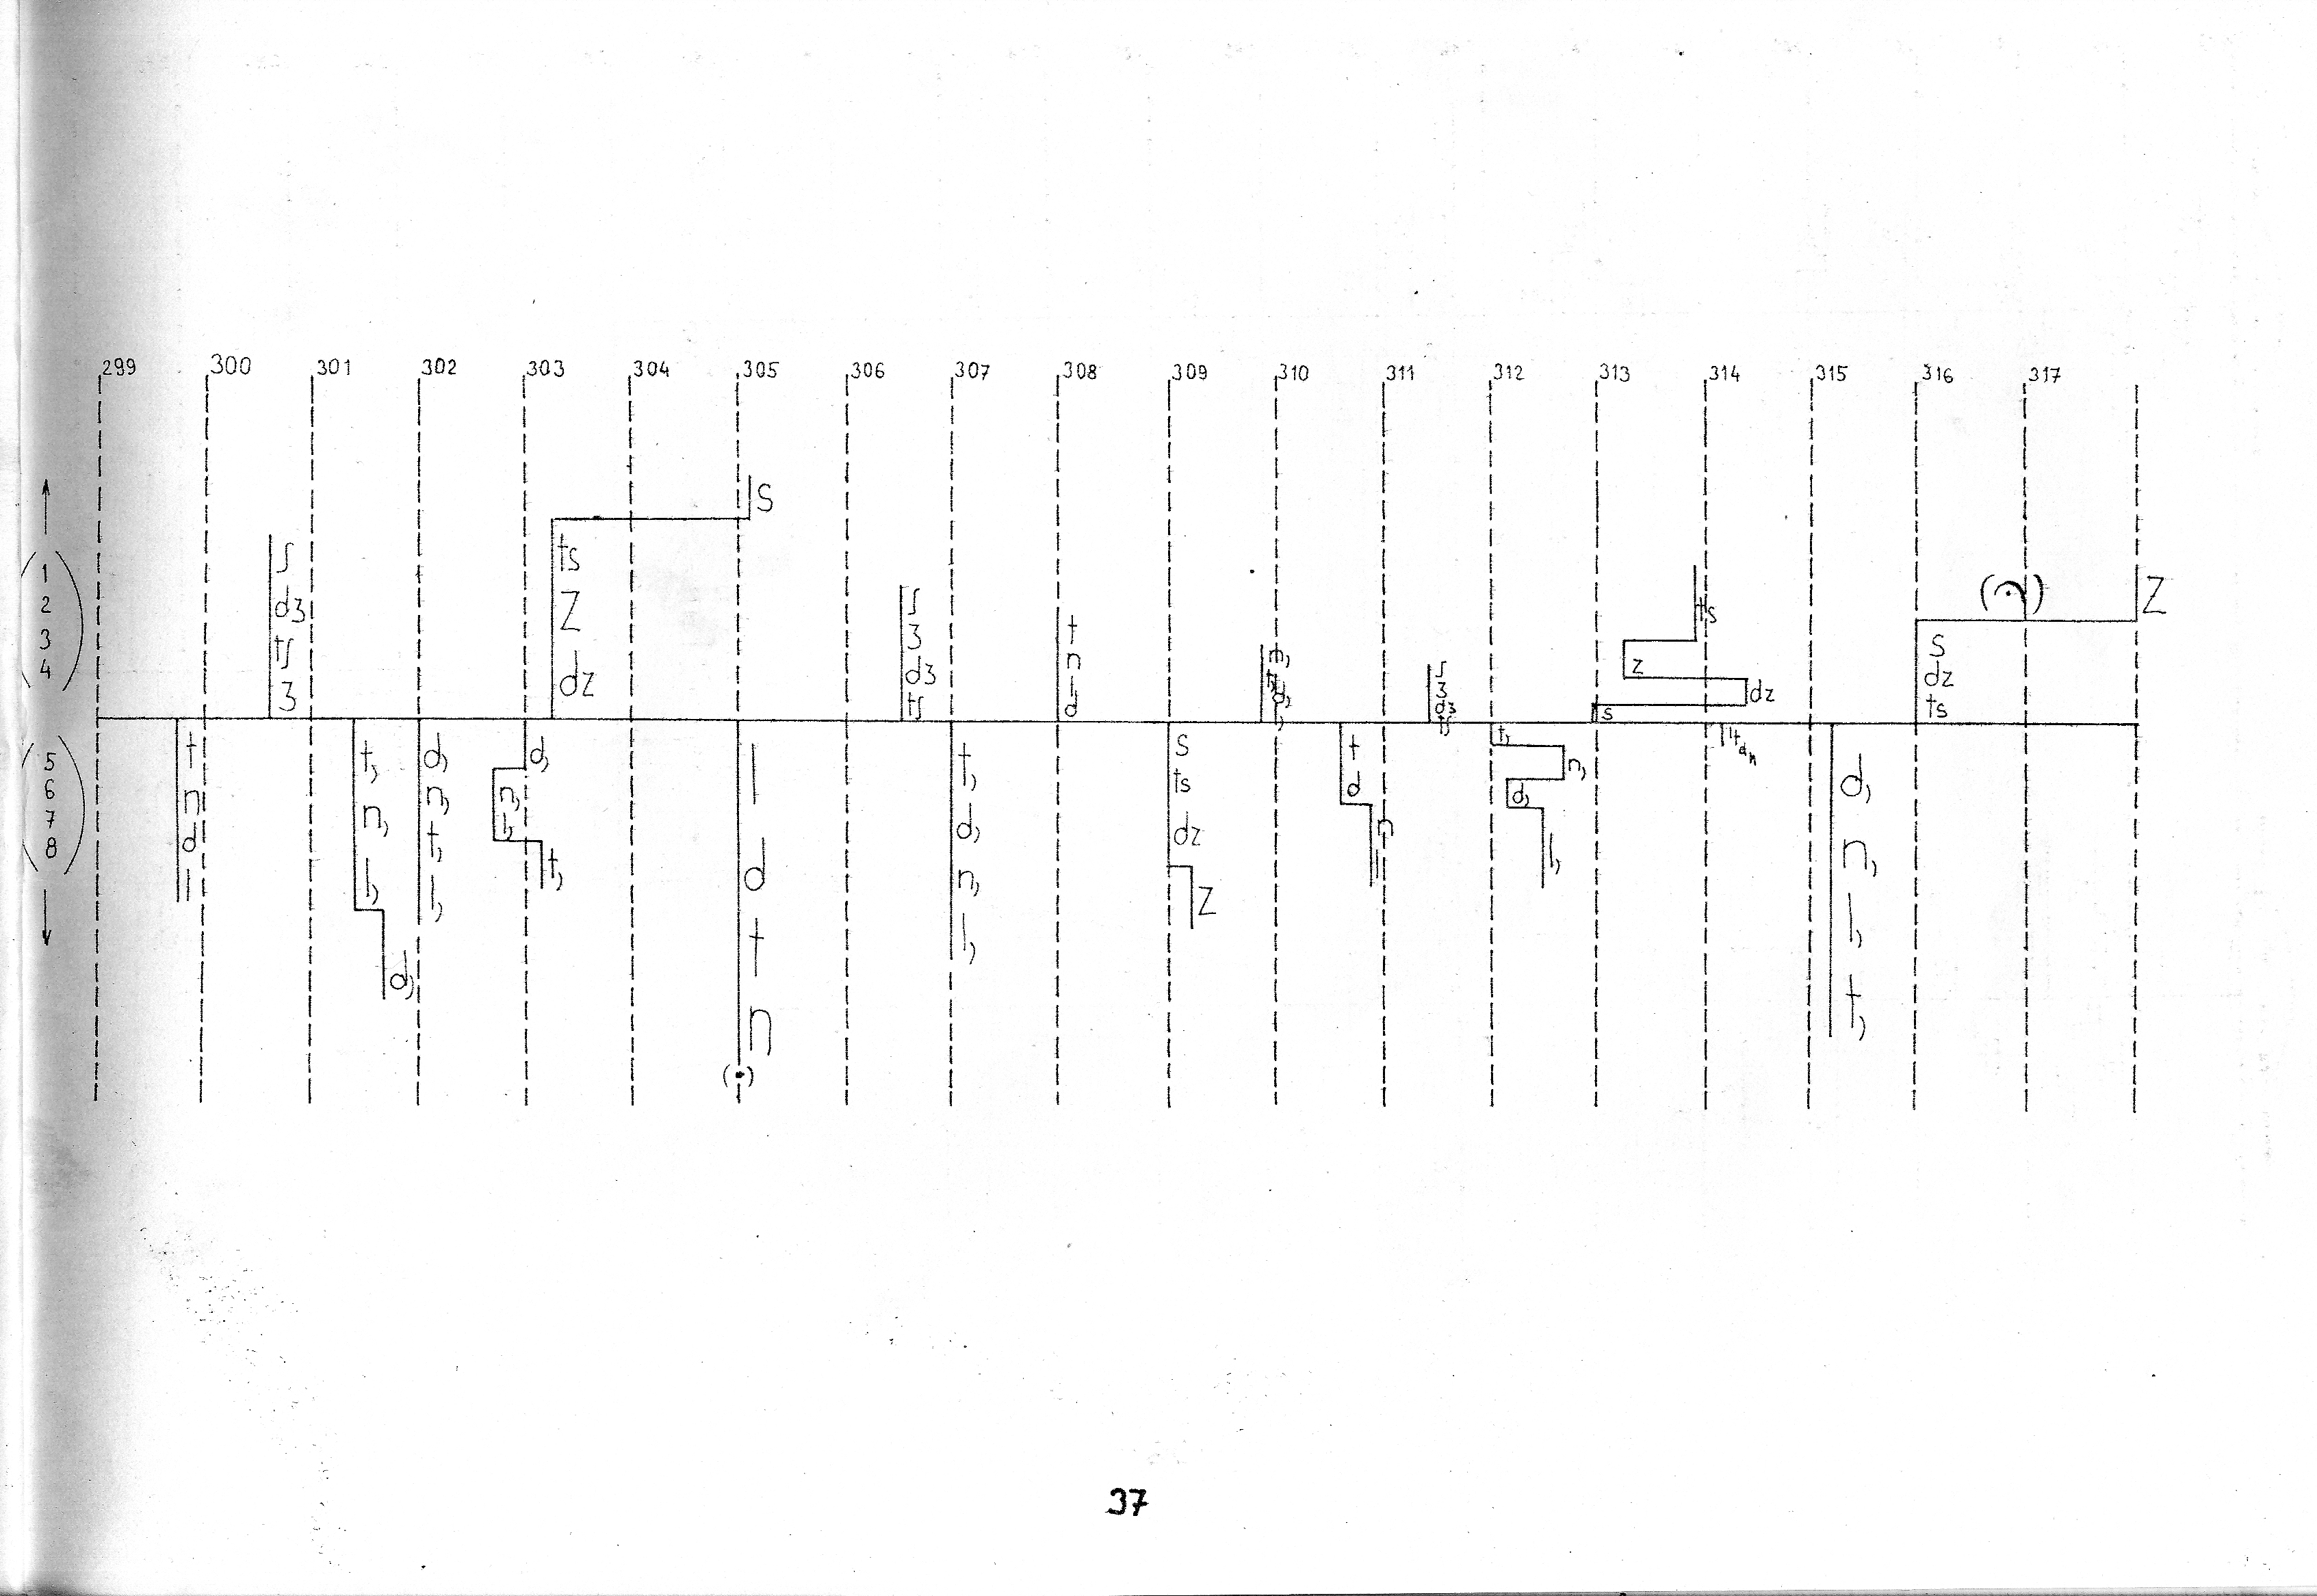 299 300 301 302 303 304 305 306 307 308 309 310 311 312 313 314 315 316 317
1
2
3
4
5
6
7
8
t
n
d
l
ʃ
dʒ
tʃ
ʒ
t,
n,
l,
d,
d,
n,
t,
l,
s
ts
z
dz
d,
n,
l,
t,
l
d
t
n
ʃ
ʒ
dʒ
tʃ
t,
d,
n,
l,
t
n
l
d
s
ts
dz
z
n,
d,
t
d
n
l
ʃ
ʒ
dʒ
tʃ
t,
n,
d,
l,
ts
z
dz
s
l t d n
d,
n,
l,
t,
z
s
dz
ts
37